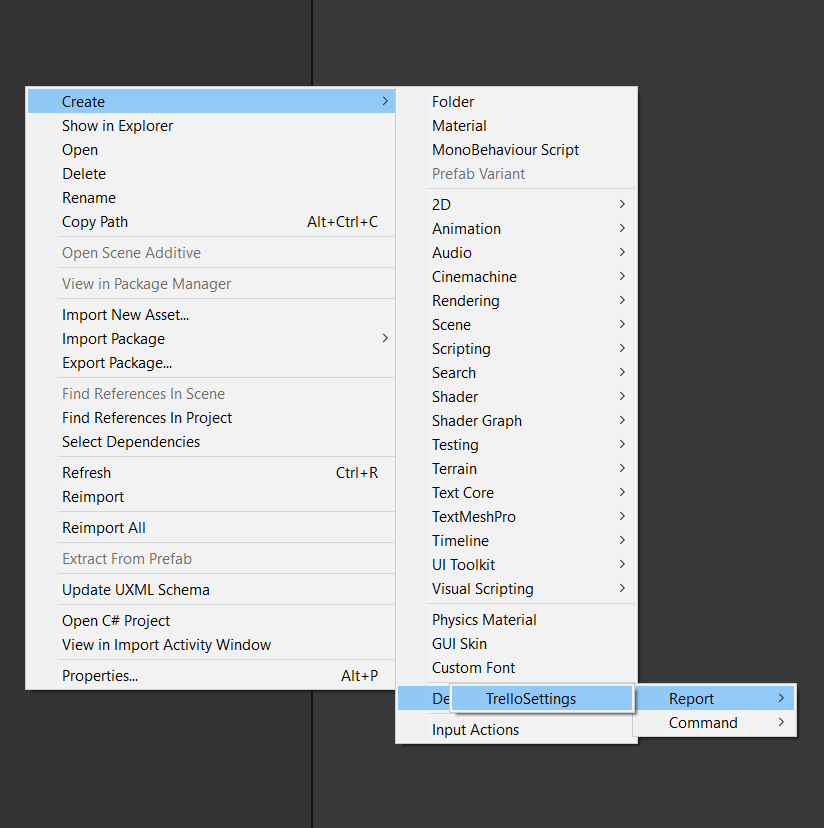 Create
Show in Explorer
Open
Delete
Rename
Copy Path Alt+Ctrl+C
Open Scene Additive
View in Package Manager
Import New Asset...
Import Package
Export Package...
Find References In Scene
Find References In Project
Select Dependencies
Refresh Ctrl+R
Reimport
Reimport All
Extract From Prefab
Update UXML Schema
Open C# Project
View in Import Activity Window
Properties... Alt+P
Folder
Material
MonoBehaviour Script
Prefab Variant
2D
Animation
Audio
Cinemachine
Rendering
Scene
Scripting
Search
Shader
Shader Graph
Testing
Terrain
Text Core
TextMeshPro
Timeline
UI Toolkit
Visual Scripting
Physics Material
GUI Skin
Custom Font
De
Input Actions
TrelloSettings
Report
Command